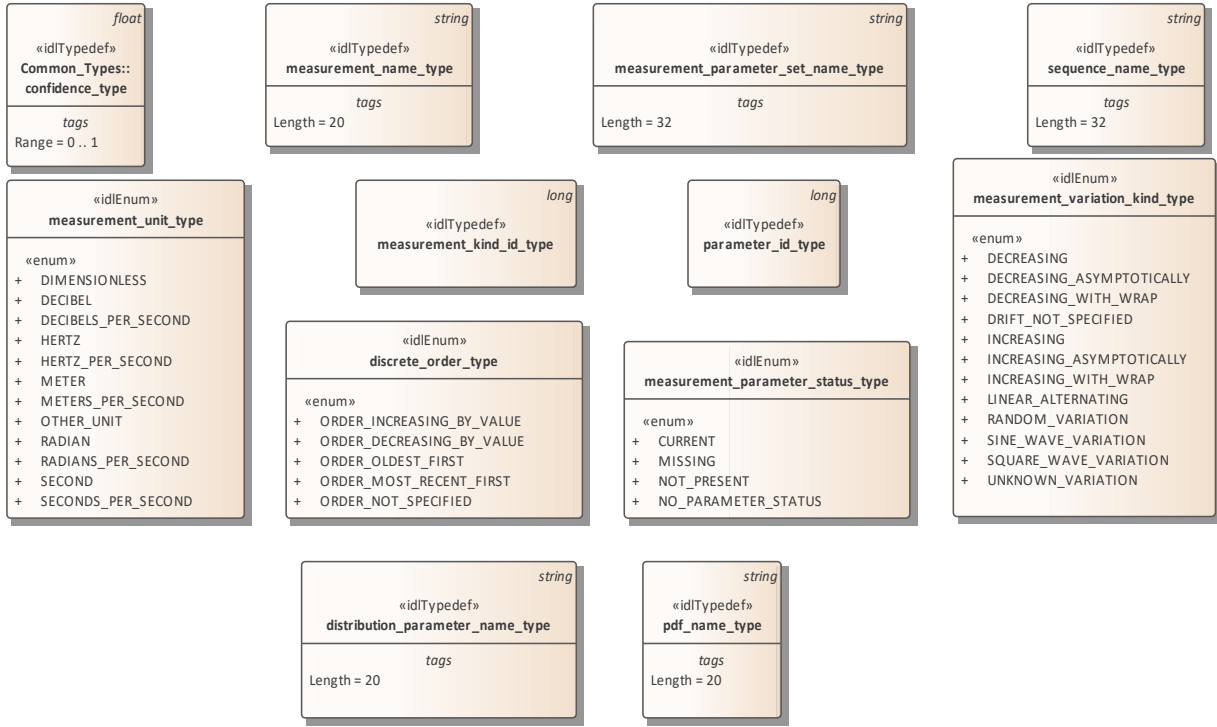 float
«idlTypedef»
Common_Types::
confidence_type
tags
Range = 0 .. 1
string
«idlTypedef»
measurement_name_type
tags
Length = 20
string
«idlTypedef»
measurement_parameter_set_name_type
tags
Length = 32
string
«idlTypedef»
sequence_name_type
tags
Length = 32
«idlEnum»
measurement_unit_type
«enum»
+ DIMENSIONLESS
+ DECIBEL
+ DECIBELS_PER_SECOND
+ HERTZ
+ HERTZ_PER_SECOND
+ METER
+ METERS_PER_SECOND
+ OTHER_UNIT
+ RADIAN
+ RADIANS_PER_SECOND
+ SECOND
+ SECONDS_PER_SECOND
long
«idlTypedef»
measurement_kind_id_type
long
«idlTypedef»
parameter_id_type
«idlEnum»
measurement_variation_kind_type
«enum»
+ DECREASING
+ DECREASING_ASYMPTOTICALLY
+ DECREASING_WITH_WRAP
+ DRIFT_NOT_SPECIFIED
+ INCREASING
+ INCREASING_ASYMPTOTICALLY
+ INCREASING_WITH_WRAP
+ LINEAR_ALTERNATING
+ RANDOM_VARIATION
+ SINE_WAVE_VARIATION
+ SQUARE_WAVE_VARIATION
+ UNKNOWN_VARIATION
«idlEnum»
discrete_order_type
«enum»
+ ORDER_INCREASING_BY_VALUE
+ ORDER_DECREASING_BY_VALUE
+ ORDER_OLDEST_FIRST
+ ORDER_MOST_RECENT_FIRST
+ ORDER_NOT_SPECIFIED
«idlEnum»
measurement_parameter_status_type
«enum»
+ CURRENT
+ MISSING
+ NOT_PRESENT
+ NO_PARAMETER_STATUS
string
«idlTypedef»
distribution_parameter_name_type
tags
Length = 20
string
«idlTypedef»
pdf_name_type
tags
Length = 20